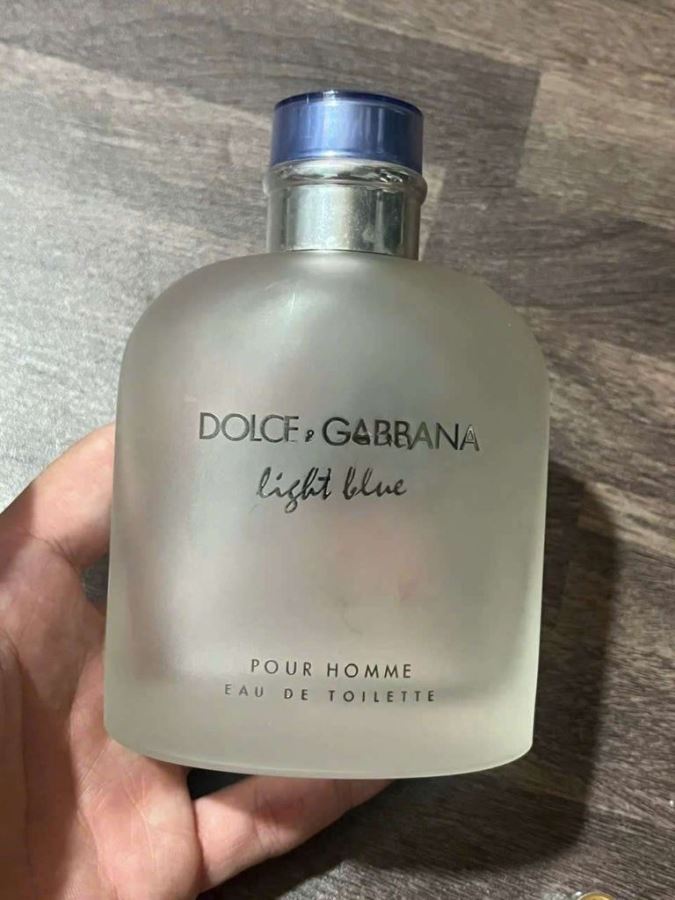 DOLCE & GABBANA
light blue
POUR HOMME
EAU DE TOILETTE